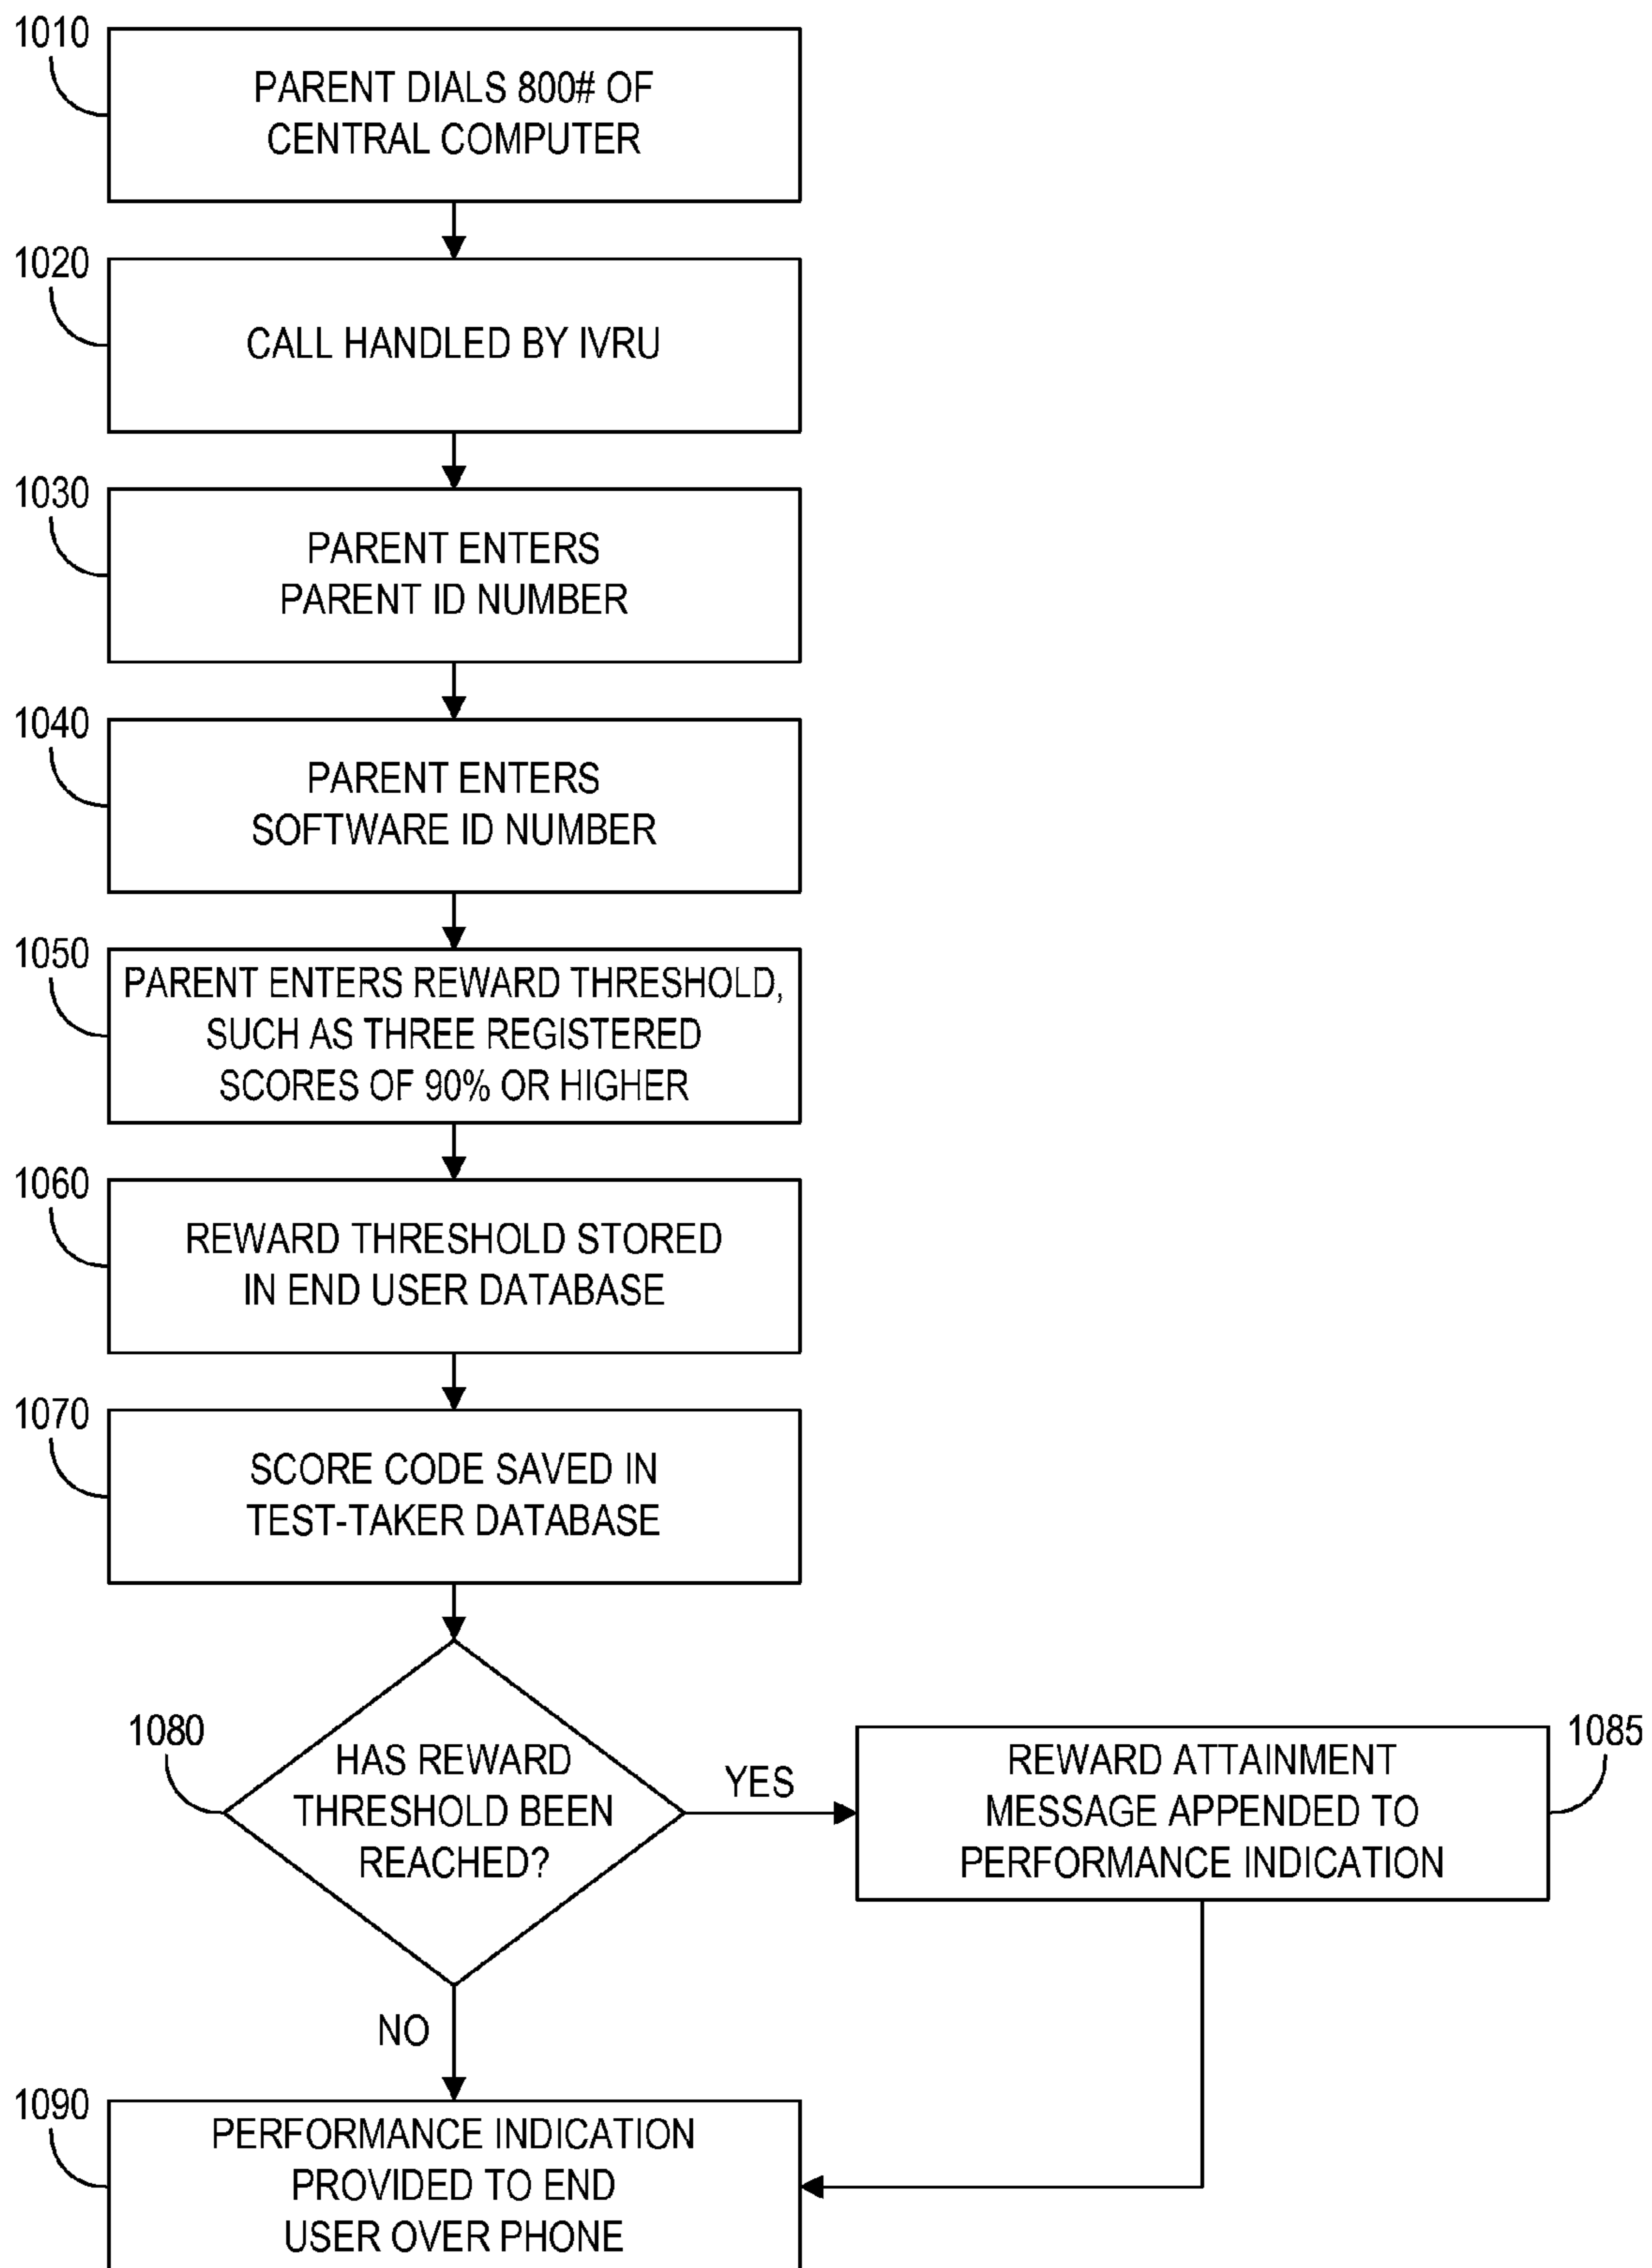 1010
PARENT DIALS 800# OF
CENTRAL COMPUTER
1020
CALL HANDLED BY IVRU
1030
PARENT ENTERS
PARENT ID NUMBER
1040
PARENT ENTERS
SOFTWARE ID NUMBER
1050
PARENT ENTERS REWARD THRESHOLD,
SUCH AS THREE REGISTERED
SCORES OF 90% OR HIGHER
1060
REWARD THRESHOLD STORED
IN END USER DATABASE
1070
SCORE CODE SAVED IN
TEST-TAKER DATABASE
1080
HAS REWARD
THRESHOLD BEEN
REACHED?
YES
1085
REWARD ATTAINMENT
MESSAGE APPENDED TO
PERFORMANCE INDICATION
NO
1090
PERFORMANCE INDICATION
PROVIDED TO END
USER OVER PHONE